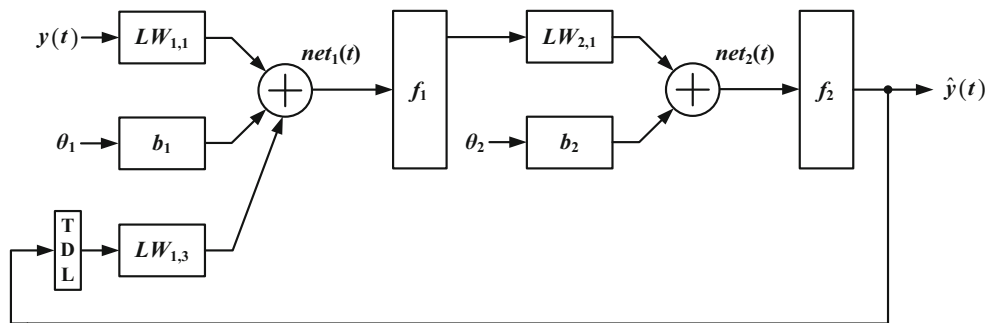 y(t)
LW1,1
net1(t)
f1
LW2,1
net2(t)
f2
ŷ(t)
θ1
b1
θ2
b2
T
D
L
LW1,3